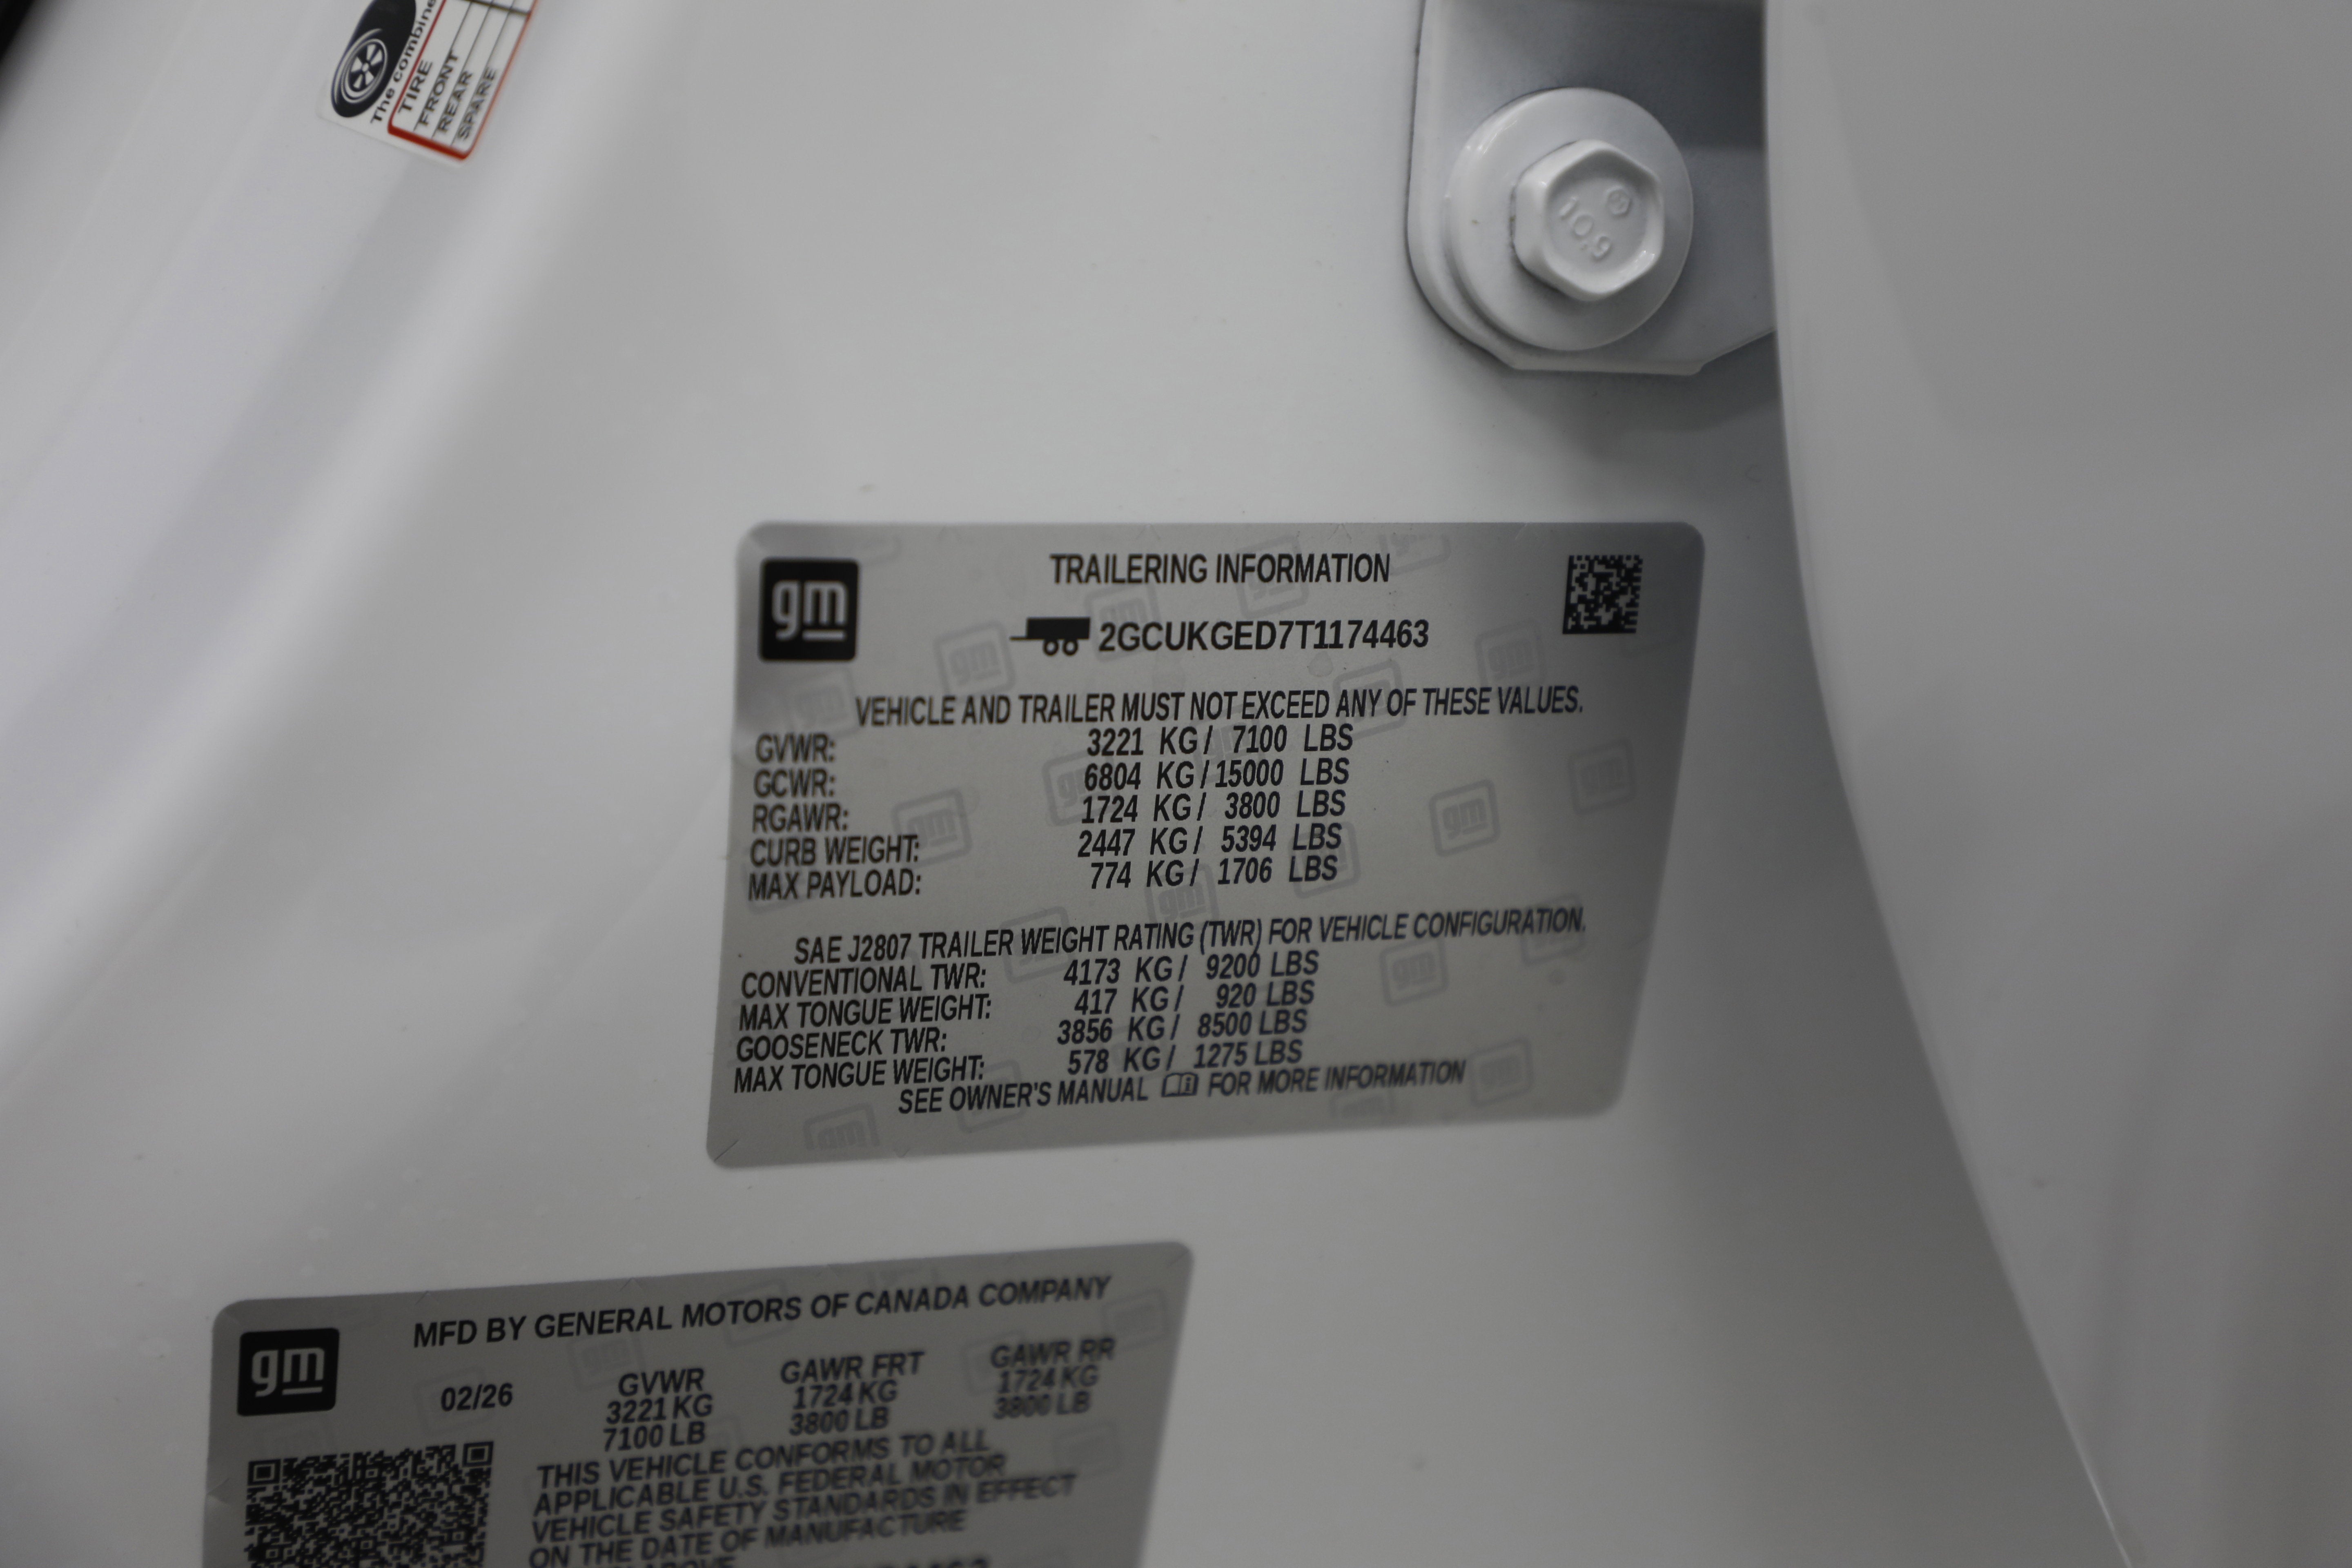 The combine
TIRE
FRONT
REAR
SPARE
10.9
gm
TRAILERING INFORMATION
2GCUKGED7T1174463
VEHICLE AND TRAILER MUST NOT EXCEED ANY OF THESE VALUES.
GVWR: 3221 KG / 7100 LBS
GCWR: 6804 KG / 15000 LBS
RGAWR: 1724 KG / 3800 LBS
CURB WEIGHT: 2447 KG / 5394 LBS
MAX PAYLOAD: 774 KG / 1706 LBS
SAE J2807 TRAILER WEIGHT RATING (TWR) FOR VEHICLE CONFIGURATION.
CONVENTIONAL TWR: 4173 KG / 9200 LBS
MAX TONGUE WEIGHT: 417 KG / 920 LBS
GOOSENECK TWR: 3856 KG / 8500 LBS
MAX TONGUE WEIGHT: 578 KG / 1275 LBS
SEE OWNER'S MANUAL FOR MORE INFORMATION
gm
MFD BY GENERAL MOTORS OF CANADA COMPANY
02/26
GVWR GAWR FRT GAWR RR
3221 KG 1724 KG 1724 KG
7100 LB 3800 LB 3800 LB
THIS VEHICLE CONFORMS TO ALL
APPLICABLE U.S. FEDERAL MOTOR
VEHICLE SAFETY STANDARDS IN EFFECT
ON THE DATE OF MANUFACTURE